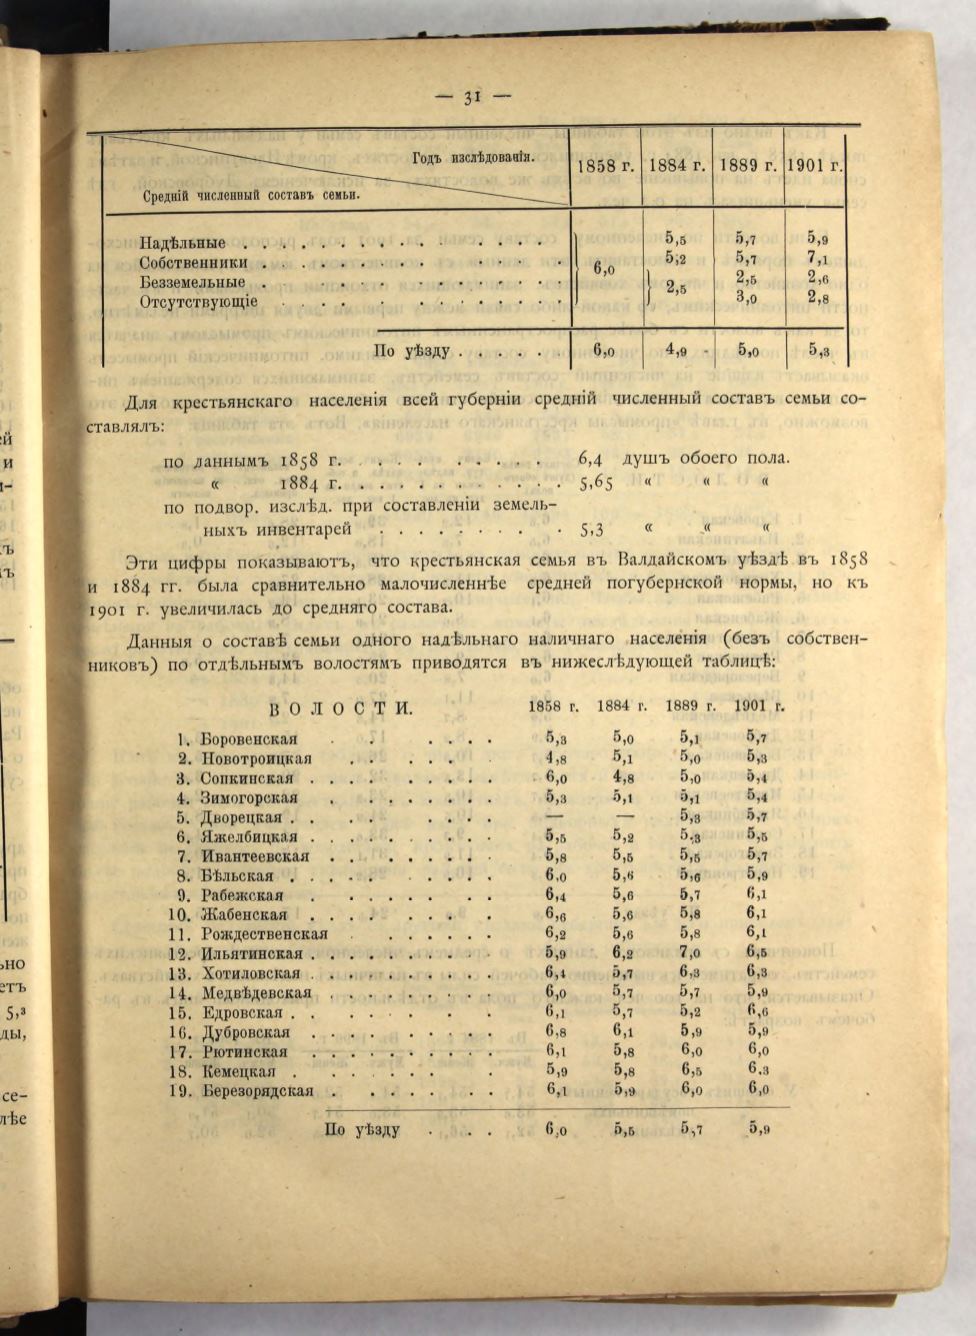 — 31 —
Годъ изслѣдованія.
Средній численный составъ семьи.
1858 г. 1884 г. 1889 г. 1901 г.
Надѣльные . . . . . . . . . . . . . 5,5 5,7 5,9
Собственники . . . . . . . . . . . 5,2 5,7 7,1
6,0
Безземельные . . . . . . . . . . . 2,5 2,6
2,5
Отсутствующіе . . . . . . . . . . 3,0 2,8
По уѣзду . . . . . . 6,0 4,9 5,0 5,3
Для крестьянскаго населенія всей губерніи средній численный составъ семьи со-
ставлялъ:
по даннымъ 1858 г. . . . . . . . . . 6,4 душъ обоего пола.
« 1884 г. . . . . . . . . . . . . 5,65 « « «
по подвор. изслѣд. при составленіи земель-
ныхъ инвентарей . . . . . . . . . . 5,3 « « «
Эти цифры показываютъ, что крестьянская семья въ Валдайскомъ уѣздѣ въ 1858
и 1884 гг. была сравнительно малочисленнѣе средней погубернской нормы, но къ
1901 г. увеличилась до средняго состава.
Данныя о составѣ семьи одного надѣльнаго наличнаго населенія (безъ собствен-
никовъ) по отдѣльнымъ волостямъ приводятся въ нижеслѣдующей таблицѣ:
ВОЛОСТИ. 1858 г. 1884 г. 1889 г. 1901 г.
1. Боровенская . . . . . . . 5,3 5,0 5,1 5,7
2. Новотроицкая . . . . . . 4,8 5,1 5,0 5,3
3. Сопкинская . . . . . . . . 6,0 4,8 5,0 5,4
4. Зимогорская . . . . . . . . 5,3 5,1 5,1 5,4
5. Дворецкая . . . . . . . . . — — 5,3 5,7
6. Яжелбицкая . . . . . . . . 5,5 5,2 5,3 5,5
7. Ивантеевская . . . . . . . . 5,8 5,5 5,5 5,7
8. Бѣльская . . . . . . . . . . 6,0 5,6 5,6 5,9
9. Рабежская . . . . . . . . 6,4 5,6 5,7 6,1
10. Жабенская . . . . . . . . 6,6 5,6 5,8 6,1
11. Рождественская . . . . . . . 6,2 5,6 5,8 6,1
12. Ильятинская . . . . . . . . . 5,9 6,2 7,0 6,5
13. Хотиловская . . . . . . . . . . 6,4 5,7 6,3 6,3
14. Медвѣдевская . . . . . . . . . 6,0 5,7 5,7 5,9
15. Едровская . . . . . . . . 6,1 5,7 5,2 6,6
16. Дубровская . . . . . . . . . 6,8 6,1 5,9 5,9
17. Рютинская . . . . . . . . . . 6,1 5,8 6,0 6,0
18. Кемецкая . . . . . . . 5,9 5,8 6,5 6.3
19. Березорядская . . . . . . . . 6,1 5,9 6,0 6,0
По уѣзду . . . 6,0 5,5 5,7 5,9